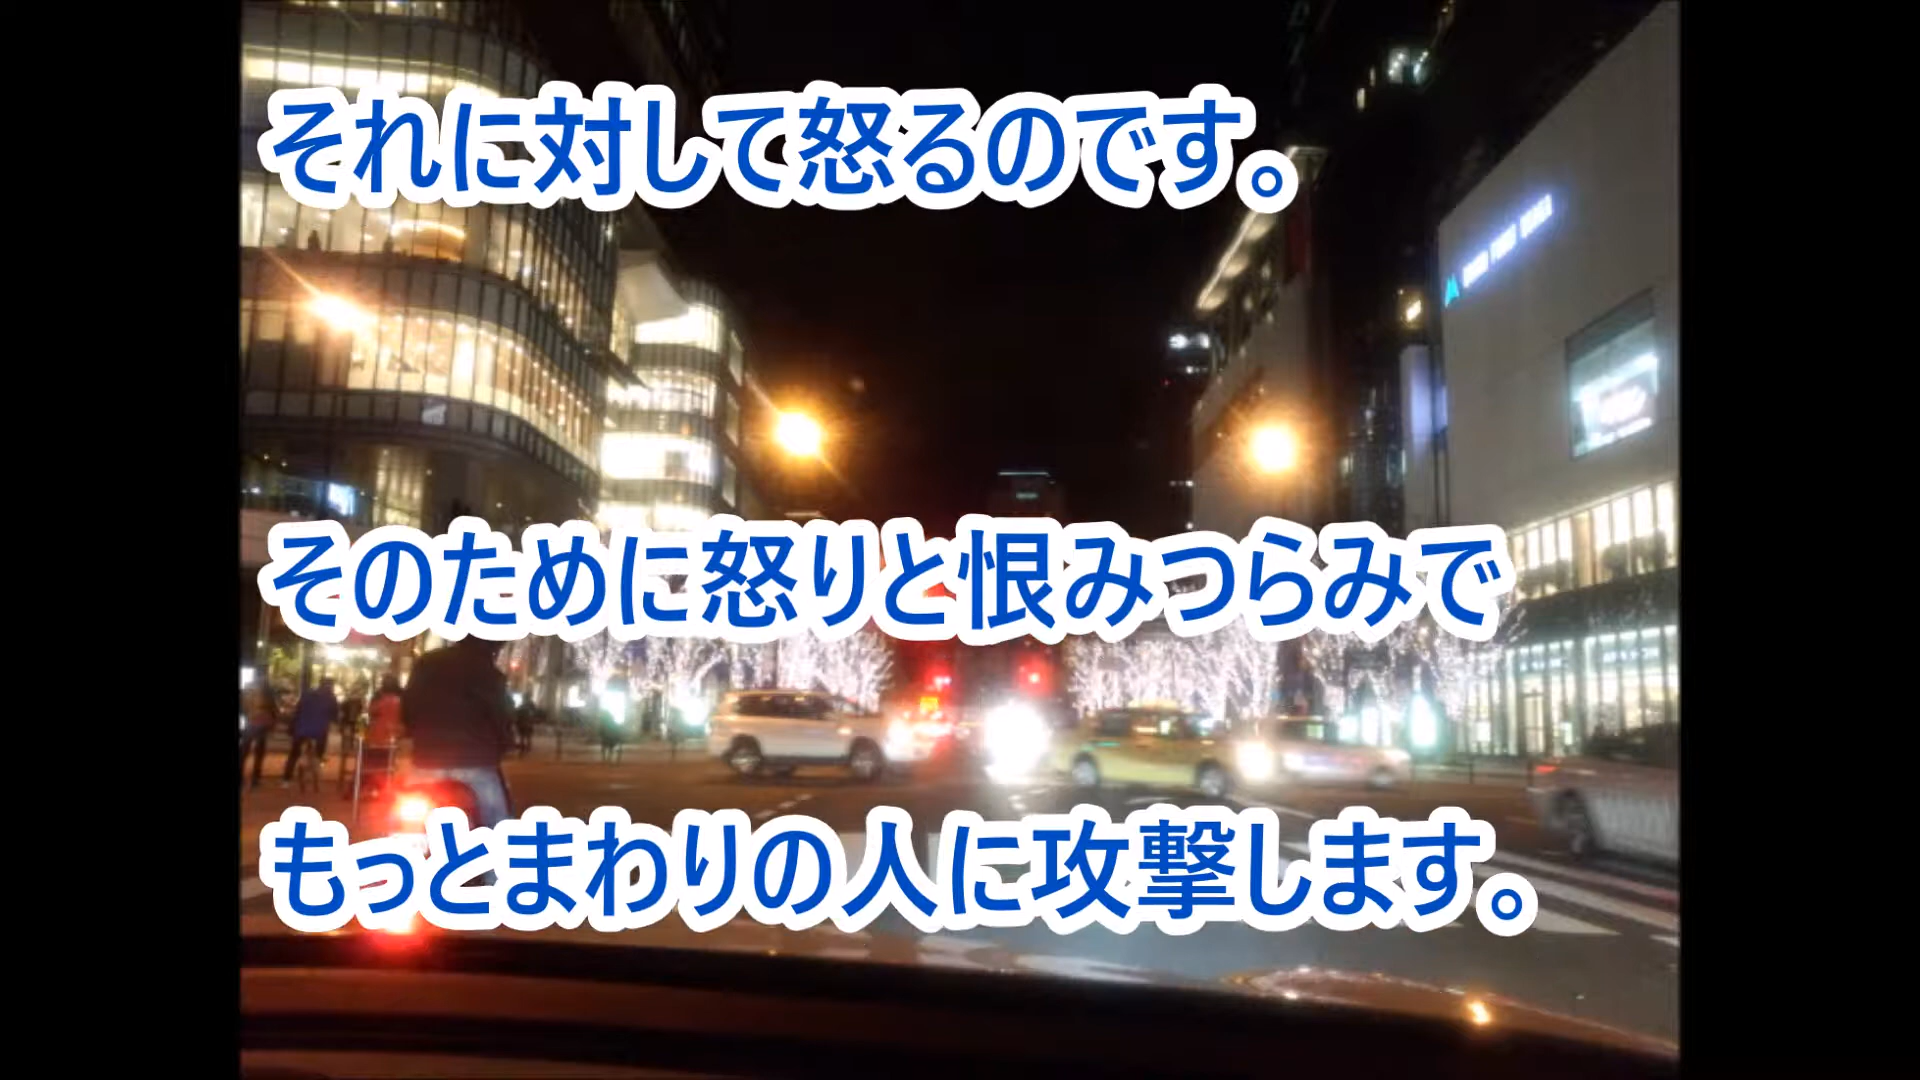 それに対して怒るのです。
そのために怒りと恨みつらみで
もっとまわりの人に攻撃します。